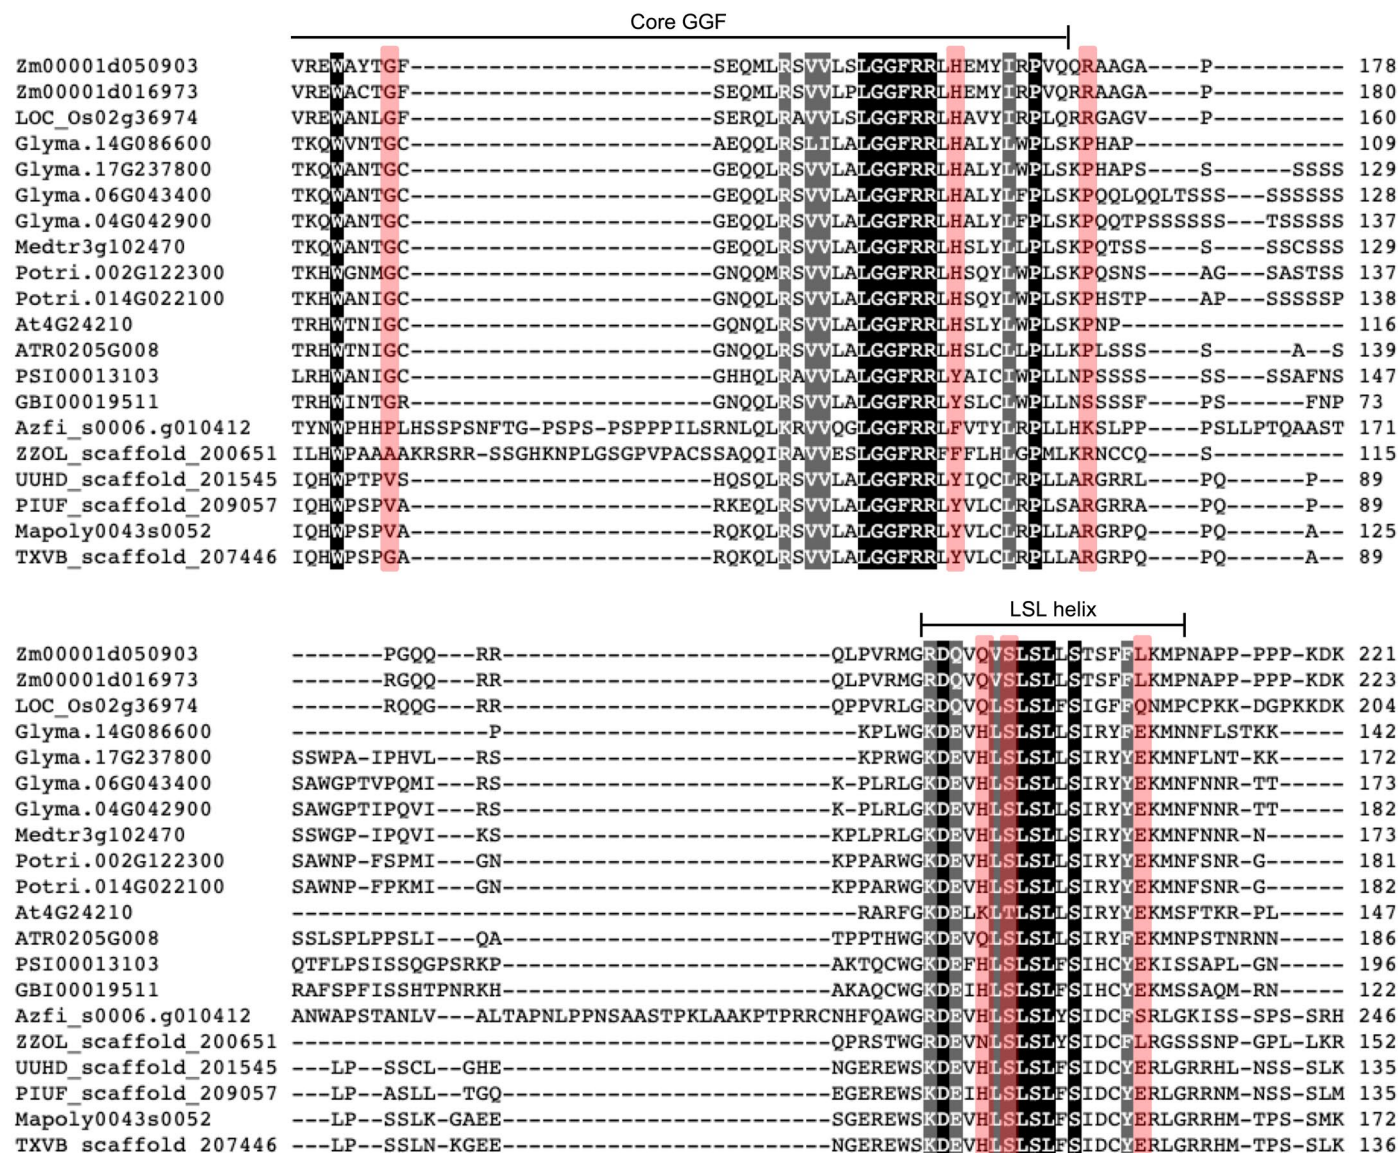 Core GGF
Zm00001d050903 VREWAYTGF-----------------------SEQMLRSVVLSLGGFRRLHEMYIRPVQQRAAGA----P---------- 178
Zm00001d016973 VREWACTGF-----------------------SEQMLRSVVLPLGGFRRLHEMYIRPVQRRAAGA----P---------- 180
LOC_Os02g36974 VREWANLGF-----------------------SERQLRAVVLSLGGFRRLHAVYIRPLQRRGAGV----P---------- 160
Glyma.14G086600 TKQWVNTGC-----------------------AEQQLRSLILALGGFRRLHALYLWPLSKPHAP---------------- 109
Glyma.17G237800 TKQWANTGC-----------------------GEQQLRSVVLALGGFRRLHALYLWPLSKPHAPS----S------SSSS 129
Glyma.06G043400 TKQWANTGC-----------------------GEQQLRSVVLALGGFRRLHALYLFPLSKPQQLQQLTSSS---SSSSSS 128
Glyma.04G042900 TKQWANTGC-----------------------GEQQLRSVVLALGGFRRLHALYLFPLSKPQQTPSSSSSS---TSSSSS 137
Medtr3g102470 TKQWANTGC-----------------------GEQQLRSVVLALGGFRRLHSLYLLPLSKPQTSS----S----SSCSSS 129
Potri.002G122300 TKHWGNMGC-----------------------GNQQMRSVVLALGGFRRLHSQYLWPLSKPQSNS----AG---SASTSS 137
Potri.014G022100 TKHWANIGC-----------------------GNQQLRSVVLALGGFRRLHSQYLWPLSKPHSTP----AP---SSSSSP 138
At4G24210 TRHWTNIGC-----------------------GQNQLRSVVLALGGFRRLHSLYLWPLSKPNP----------------- 116
ATR0205G008 TRHWTNIGC-----------------------GNQQLRSVVLALGGFRRLHSLCLLPLLKPLSSS----S------A--S 139
PSI00013103 LRHWANIGC-----------------------GHHQLRAVVLALGGFRRLYAICIWPLLNPSSSS----SS---SSAFNS 147
GBI00019511 TRHWINTGR-----------------------GNQQLRSVVLALGGFRRLYSLCLWPLLNSSSSF----PS------FNP 73
Azfi_s0006.g010412 TYNWPHHPLHSSPSNFTG-PSPS-PSPPPILSRNLQLKRVVQGLGGFRRLFVTYLRPLLHKSLPP----PSLLPTQAAST 171
ZZOL_scaffold_200651 ILHWPAAAAKRSRR-SSGHKNPLGSGPVPACSSAQQIRAVVESLGGFRRFFFLHLGPMLKRNCCQ----S---------- 115
UUHD_scaffold_201545 IQHWPTPVS-----------------------HQSQLRSVVLALGGFRRLYIQCLRPLLARGRRL----PQ------P-- 89
PIUF_scaffold_209057 IQHWPSPVA-----------------------RKEQLRSVVLALGGFRRLYVLCLRPLSARGRRA----PQ------P-- 89
Mapoly0043s0052 IQHWPSPVA-----------------------RQKQLRSVVLALGGFRRLYVLCLRPLLARGRPQ----PQ------A-- 125
TXVB_scaffold_207446 IQHWPSPGA-----------------------RQKQLRSVVLALGGFRRLYVLCLRPLLARGRPQ----PQ------A-- 89
LSL helix
Zm00001d050903 -------PGQQ---RR-------------------------QLPVRMGRDQVQVSLSLLSTSFFLKMPNAPP-PPP-KDK 221
Zm00001d016973 -------RGQQ---RR-------------------------QLPVRMGRDQVQVSLSLLSTSFFLKMPNAPP-PPP-KDK 223
LOC_Os02g36974 -------RQQG---RR-------------------------QPPVRLGRDQVQLSLSLFSIGFFQNMPCPKK-DGPKKDK 204
Glyma.14G086600 ---------------P---------------------------KPLWGKDEVHLSLSLLSIRYFEKMNNFLSTKK----- 142
Glyma.17G237800 SSWPA-IPHVL---RS---------------------------KPRWGKDEVHLSLSLLSIRYYEKMNFLNT-KK----- 172
Glyma.06G043400 SAWGPTVPQMI---RS-------------------------K-PLRLGKDEVHLSLSLLSIRYYEKMNFNNR-TT----- 173
Glyma.04G042900 SAWGPTIPQVI---RS-------------------------K-PLRLGKDEVHLSLSLLSIRYYEKMNFNNR-TT----- 182
Medtr3g102470 SSWGP-IPQVI---KS-------------------------KPLPRLGKDEVHLSLSLLSIRYYEKMNFNNR-N------ 173
Potri.002G122300 SAWNP-FSPMI---GN-------------------------KPPARWGKDEVHLSLSLLSIRYYEKMNFSNR-G------ 181
Potri.014G022100 SAWNP-FPKMI---GN-------------------------KPPARWGKDEVHLSLSLLSIRYYEKMNFSNR-G------ 182
At4G24210 -------------------------------------------RARFGKDELKLTLSLLSIRYYEKMSFTKR-PL----- 147
ATR0205G008 SSLSPLPPSLI---QA-------------------------TPPTHWGKDEVQLSLSLLSIRYFEKMNPSTNRNN----- 186
PSI00013103 QTFLPSISSQGPSRKP-------------------------AKTQCWGKDEFHLSLSLFSIHCYEKISSAPL-GN----- 196
GBI00019511 RAFSPFISSHTPNRKH-------------------------AKAQCWGKDEIHLSLSLFSIHCYEKMSSAQM-RN----- 122
Azfi_s0006.g010412 ANWAPSTANLV---ALTAPNLPPNSAASTPKLAAKPTPRRCNHFQAWGRDEVHLSLSLYSIDCFSRLGKISS-SPS-SRH 246
ZZOL_scaffold_200651 -----------------------------------------QPRSTWGRDEVNLSLSLYSIDCFLRGSSSNP-GPL-LKR 152
UUHD_scaffold_201545 ---LP--SSCL--GHE-------------------------NGEREWSKDEVHLSLSLFSIDCYERLGRRHL-NSS-SLK 135
PIUF_scaffold_209057 ---LP--ASLL--TGQ-------------------------EGEREWSKDEIHLSLSLFSIDCYERLGRRNM-NSS-SLM 135
Mapoly0043s0052 ---LP--SSLK-GAEE-------------------------SGEREWSKDEVHLSLSLFSIDCYERLGRRHM-TPS-SMK 172
TXVB_scaffold_207446 ---LP--SSLN-KGEE-------------------------NGEREWSKDEVHLSLSLFSIDCYERLGRRHM-TPS-SLK 136